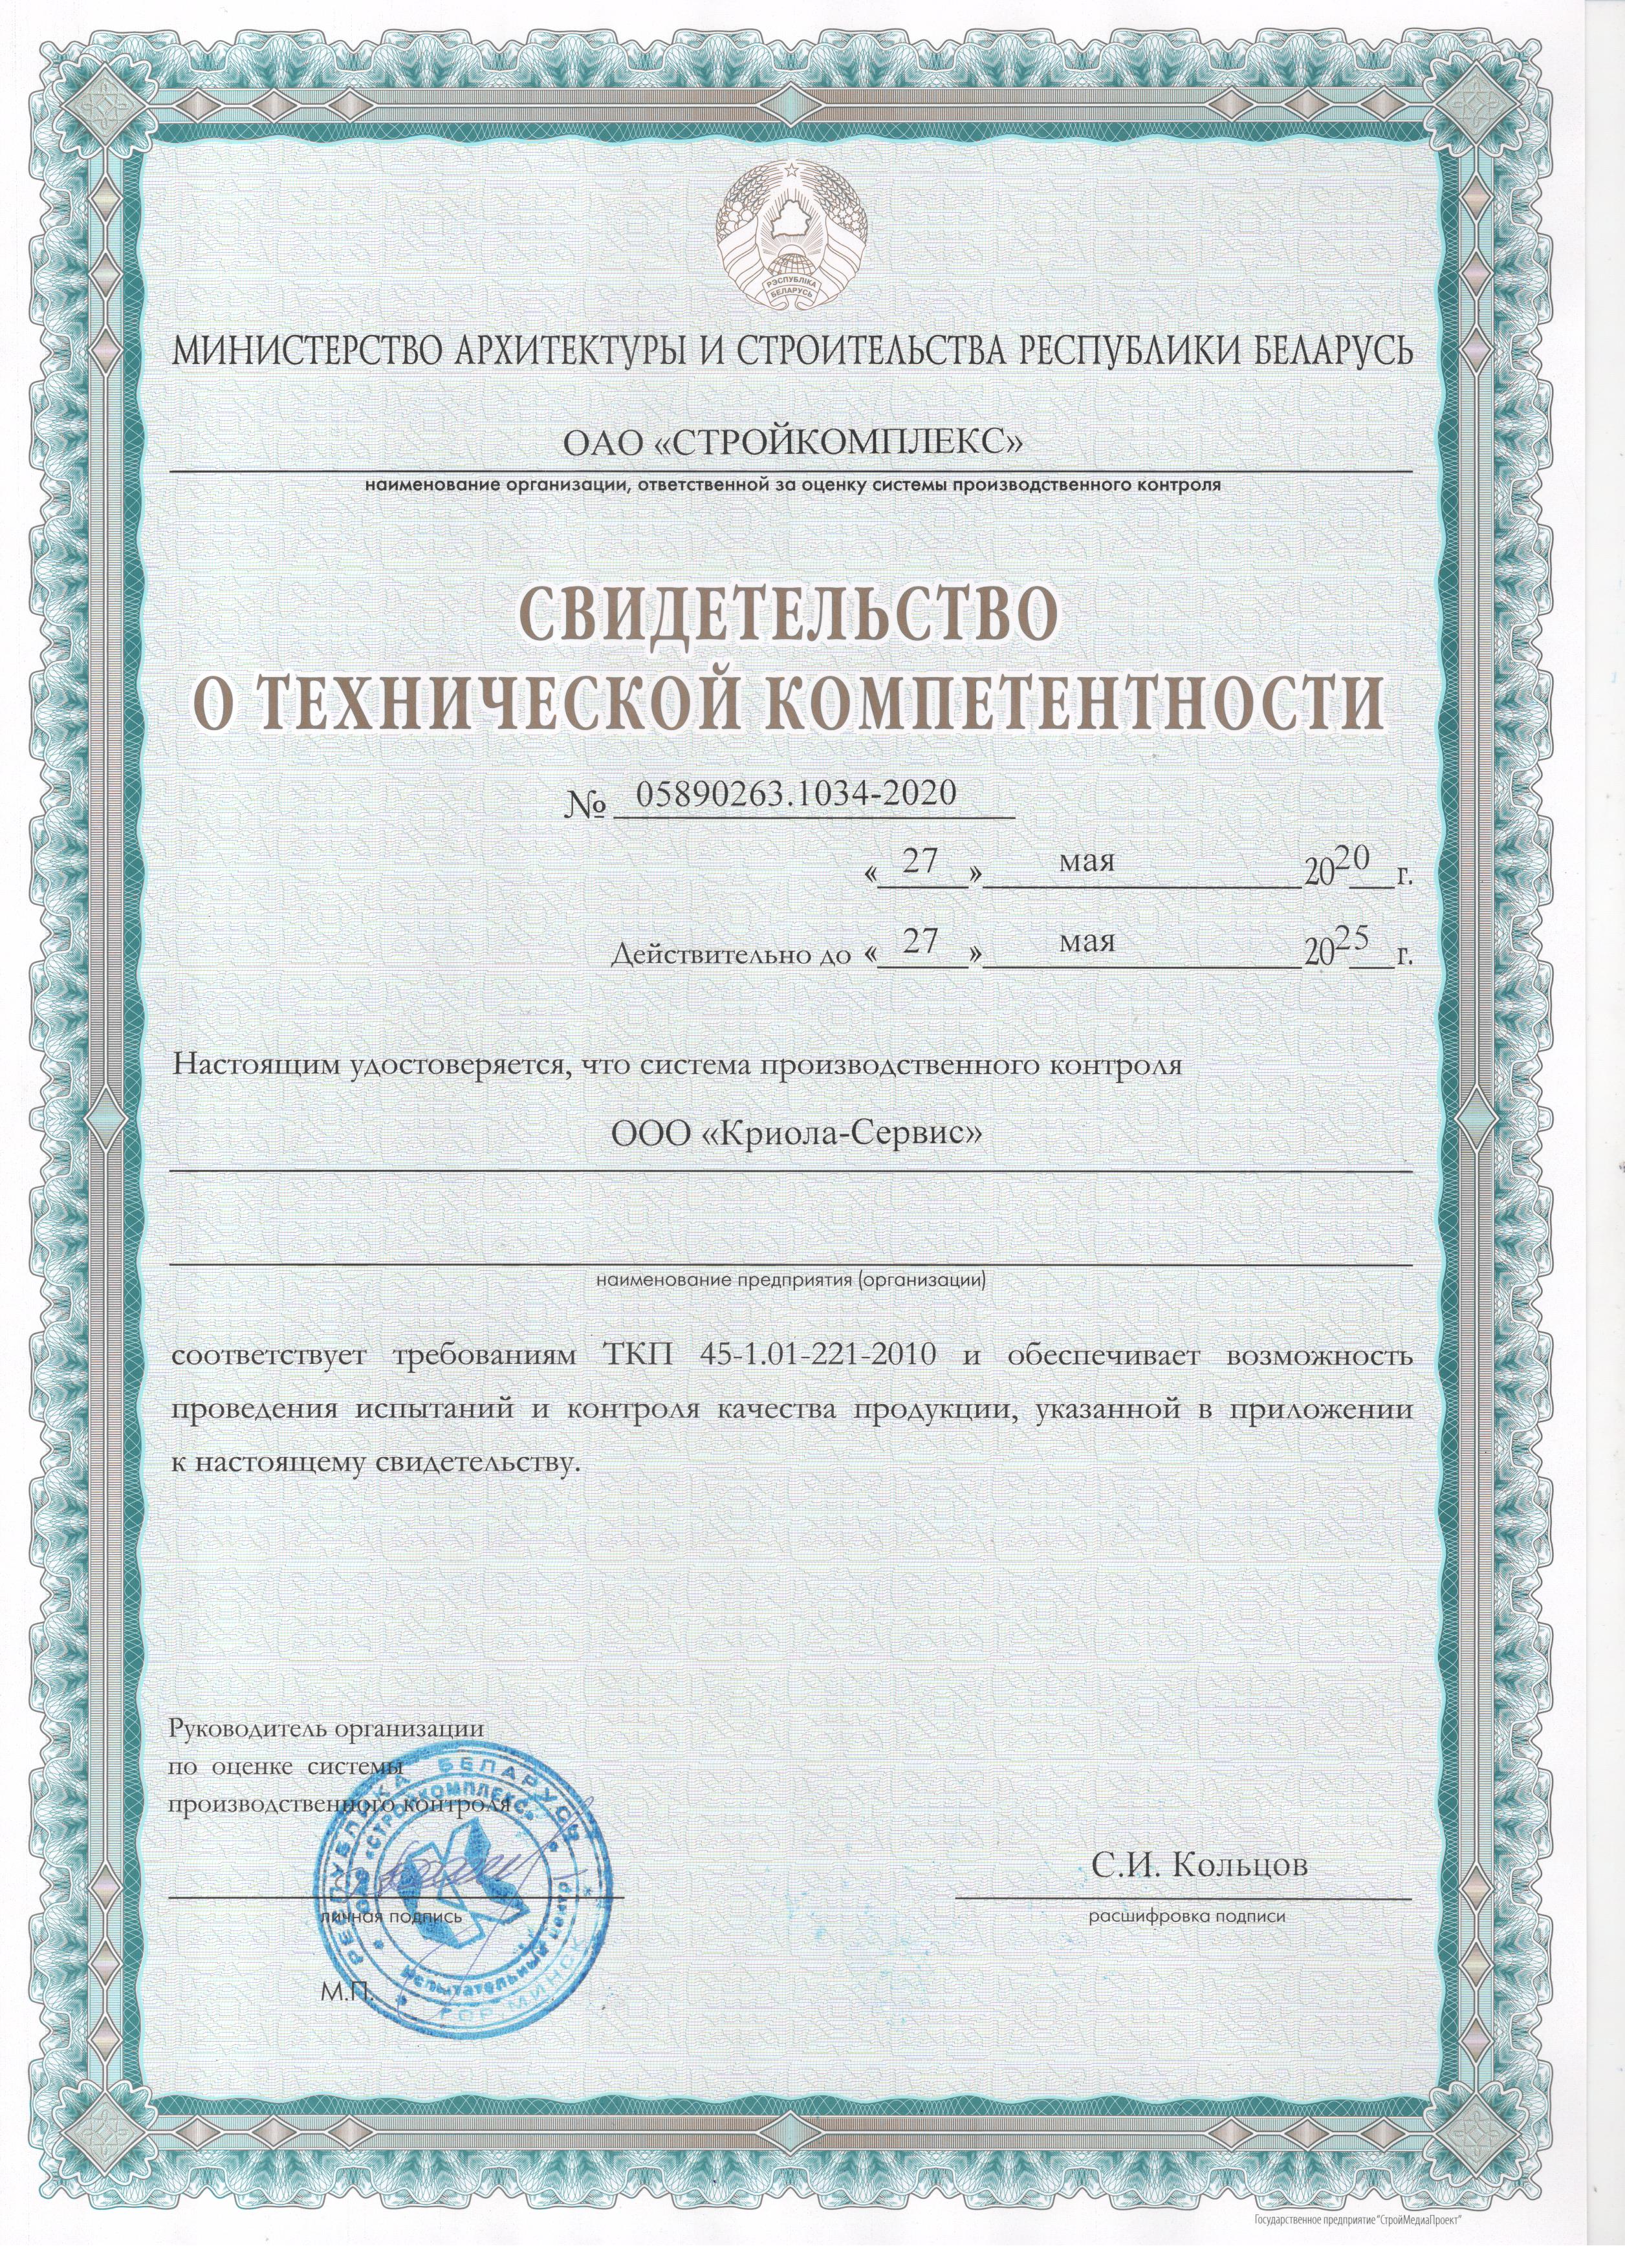 РЭСПУБЛІКА
БЕЛАРУСЬ
МИНИСТЕРСТВО АРХИТЕКТУРЫ И СТРОИТЕЛЬСТВА РЕСПУБЛИКИ БЕЛАРУСЬ
ОАО «СТРОЙКОМПЛЕКС»
наименование организации, ответственной за оценку системы производственного контроля
СВИДЕТЕЛЬСТВО
О ТЕХНИЧЕСКОЙ КОМПЕТЕНТНОСТИ
№ 05890263.1034-2020
« 27 » мая 2020 г.
Действительно до « 27 » мая 2025 г.
Настоящим удостоверяется, что система производственного контроля
ООО «Криола-Сервис»
наименование предприятия (организации)
соответствует требованиям ТКП 45-1.01-221-2010 и обеспечивает возможность
проведения испытаний и контроля качества продукции, указанной в приложении
к настоящему свидетельству.
Руководитель организации
по оценке системы
производственного контроля
С.И. Кольцов
личная подпись
расшифровка подписи
М.П.
РЕСПУБЛИКА БЕЛАРУСЬ
ОАО «СТРОЙКОМПЛЕКС»
Испытательный
ГОР. МИНСК
Государственное предприятие "СтройМедиаПроект"